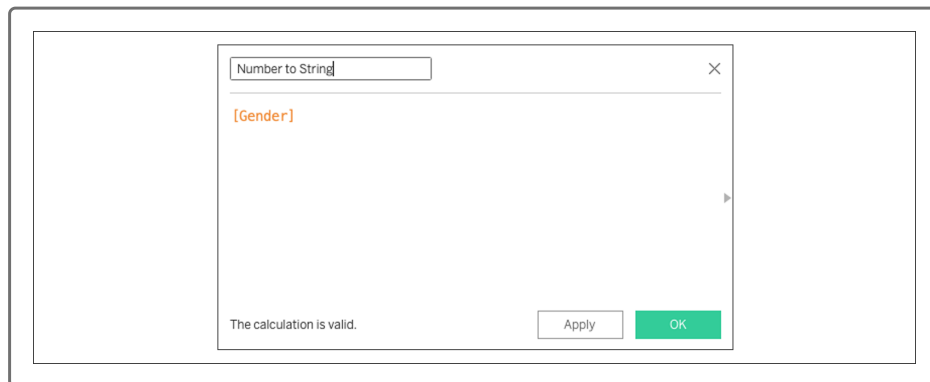 Number to String
[Gender]
The calculation is valid.
Apply
OK